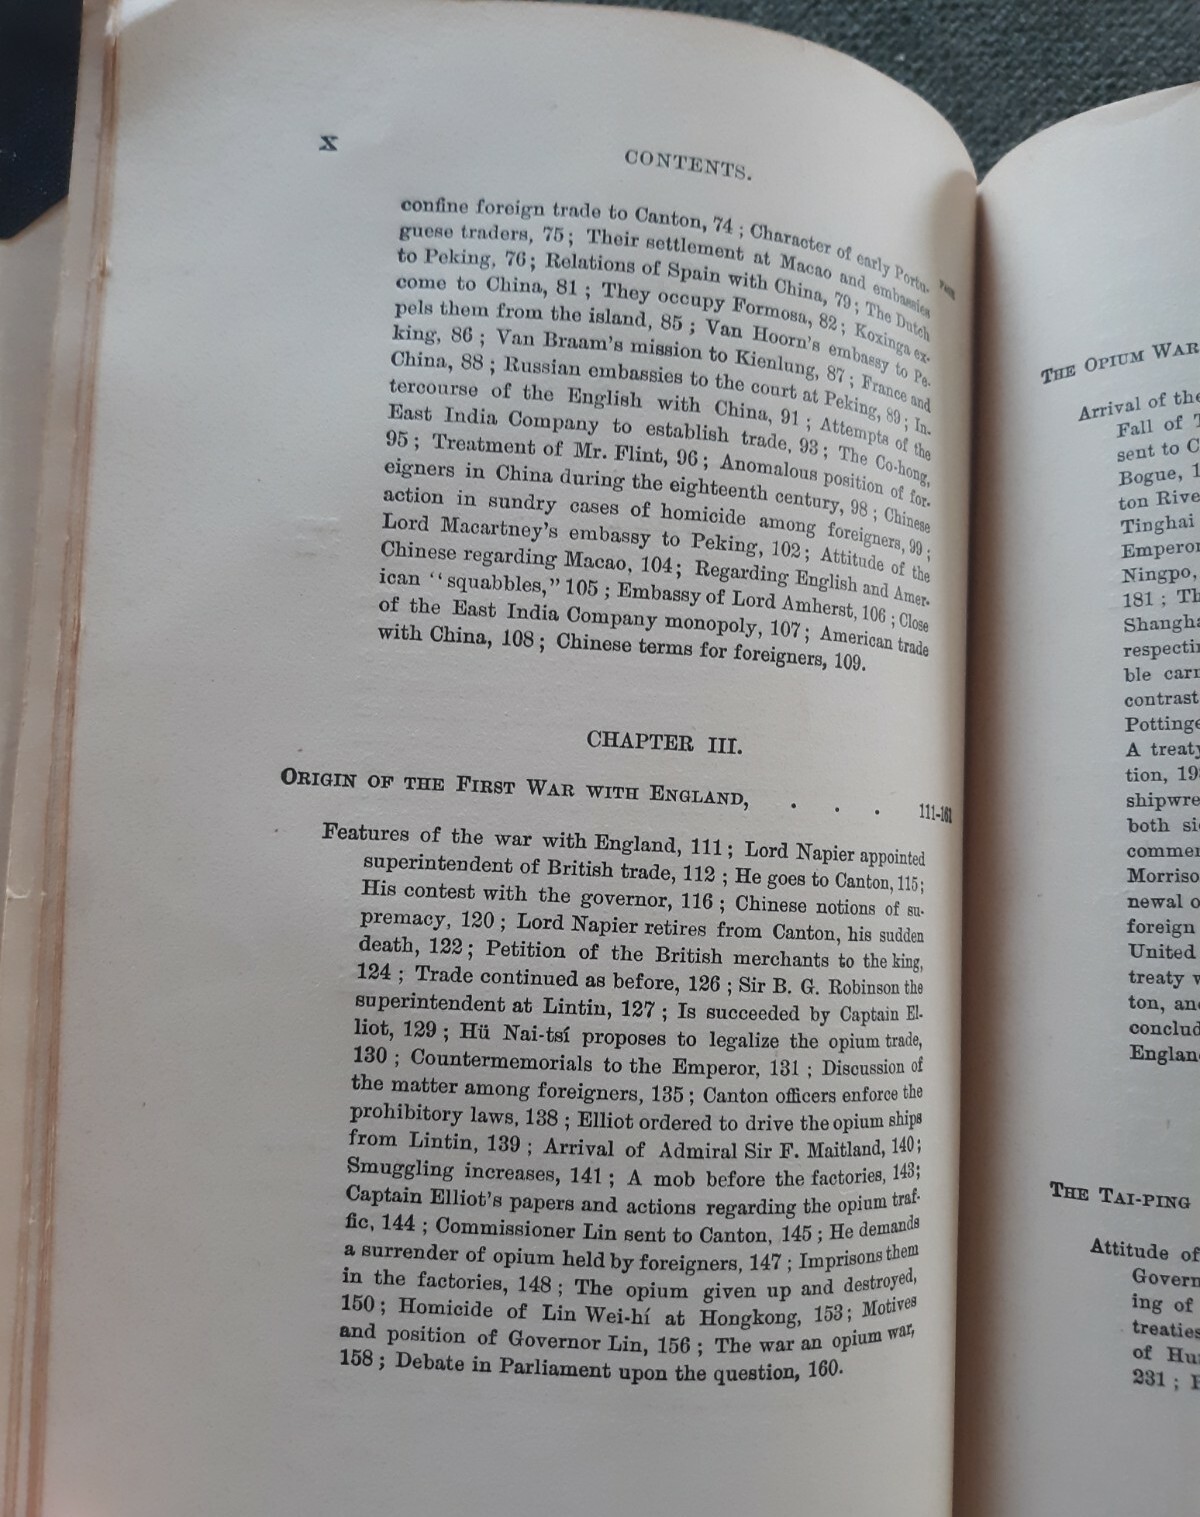 X
CONTENTS.
PAGE
confine foreign trade to Canton, 74 ; Character of early Portu-
guese traders, 75 ; Their settlement at Macao and embassies
to Peking, 76 ; Relations of Spain with China, 79 ; The Dutch
come to China, 81 ; They occupy Formosa, 82 ; Koxinga ex-
pels them from the island, 85 ; Van Hoorn's embassy to Pe-
king, 86 ; Van Braam's mission to Kienlung, 87 ; France and
China, 88 ; Russian embassies to the court at Peking, 89 ; In-
tercourse of the English with China, 91 ; Attempts of the
East India Company to establish trade, 93 ; The Co-hong,
95 ; Treatment of Mr. Flint, 96 ; Anomalous position of for-
eigners in China during the eighteenth century, 98 ; Chinese
action in sundry cases of homicide among foreigners, 99 ;
Lord Macartney's embassy to Peking, 102 ; Attitude of the
Chinese regarding Macao, 104 ; Regarding English and Amer-
ican "squabbles," 105 ; Embassy of Lord Amherst, 106 ; Close
of the East India Company monopoly, 107 ; American trade
with China, 108 ; Chinese terms for foreigners, 109.
CHAPTER III.
ORIGIN OF THE FIRST WAR WITH ENGLAND, . . . 111-161
Features of the war with England, 111 ; Lord Napier appointed
superintendent of British trade, 112 ; He goes to Canton, 115 ;
His contest with the governor, 116 ; Chinese notions of su-
premacy, 120 ; Lord Napier retires from Canton, his sudden
death, 122 ; Petition of the British merchants to the king,
124 ; Trade continued as before, 126 ; Sir B. G. Robinson the
superintendent at Lintin, 127 ; Is succeeded by Captain El-
liot, 129 ; Hü Nai-tsí proposes to legalize the opium trade,
130 ; Countermemorials to the Emperor, 131 ; Discussion of
the matter among foreigners, 135 ; Canton officers enforce the
prohibitory laws, 138 ; Elliot ordered to drive the opium ships
from Lintin, 139 ; Arrival of Admiral Sir F. Maitland, 140 ;
Smuggling increases, 141 ; A mob before the factories, 143 ;
Captain Elliot's papers and actions regarding the opium traf-
fic, 144 ; Commissioner Lin sent to Canton, 145 ; He demands
a surrender of opium held by foreigners, 147 ; Imprisons them
in the factories, 148 ; The opium given up and destroyed,
150 ; Homicide of Lin Wei-hí at Hongkong, 153 ; Motives
and position of Governor Lin, 156 ; The war an opium war,
158 ; Debate in Parliament upon the question, 160.
THE OPIUM WAR
Arrival of the
Fall of
sent to C
Bogue, 1
ton Rive
Tinghai
Emperor
Ningpo,
181 ; Th
Shangha
respectin
ble carr
contrast
Pottinge
A treaty
tion, 19
shipwre
both si
commer
Morriso
newal o
foreign
United
treaty w
ton, and
conclud
England
THE TAI-PING
Attitude of
Govern
ing of
treaties
of Hu
231 ;